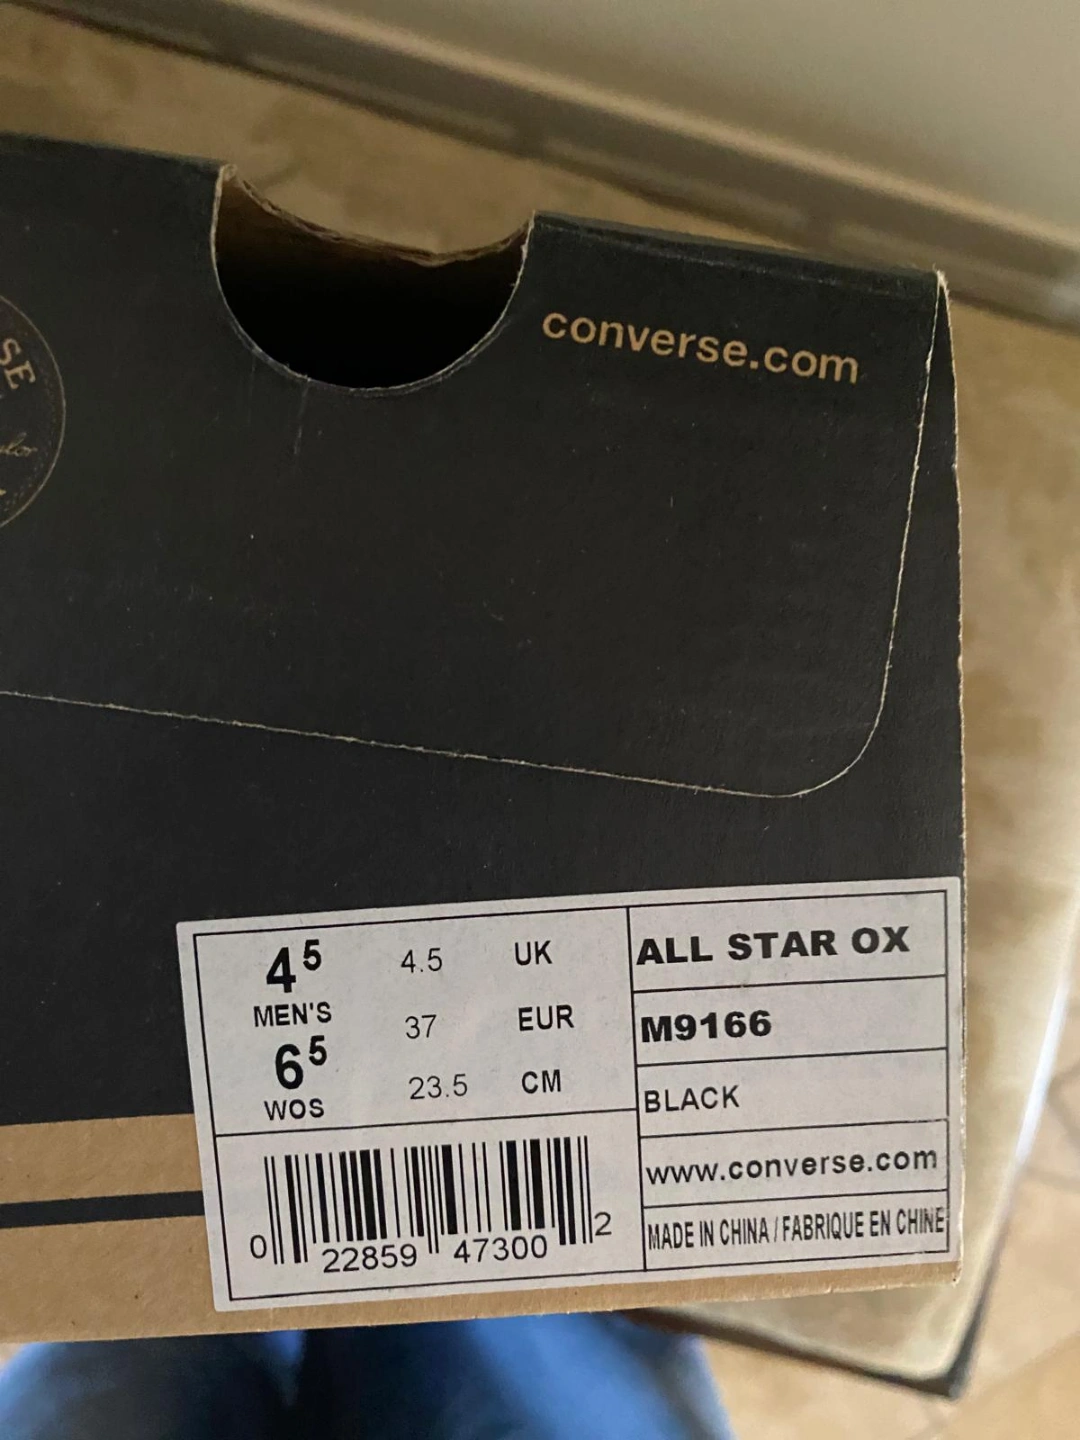 converse.com
SE
4 5
MEN'S
6 5
WOS
4.5 UK
37 EUR
23.5 CM
ALL STAR OX
M9166
BLACK
www.converse.com
MADE IN CHINA / FABRIQUE EN CHINE
0 22859 47300 2